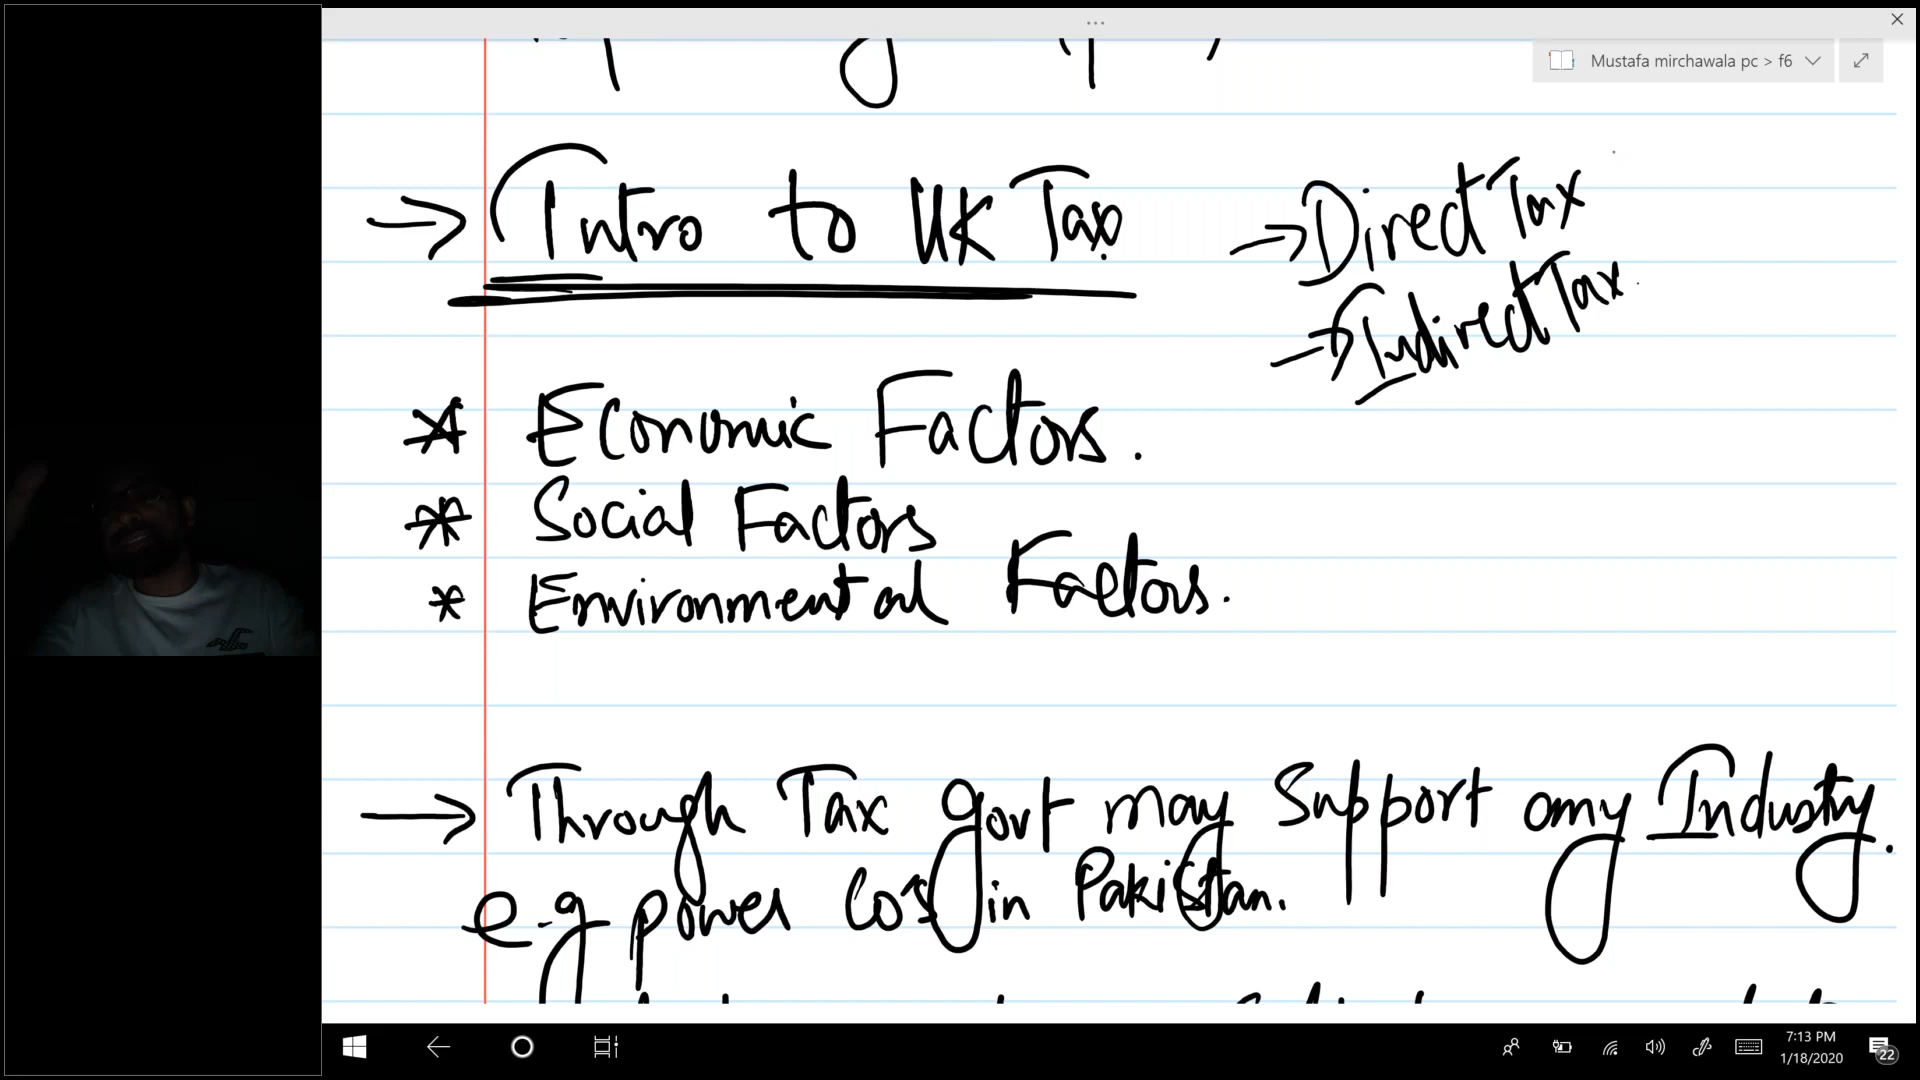 Mustafa mirchawala pc > f6
→ Intro to UK Tax
→ Direct Tax
→ Indirect Tax.
* Economic Factors.
* Social Factors
* Environmental Factors.
→ Through Tax Govt may Support any Industry.
e.g power Co's in Pakistan.
7:13 PM
1/18/2020
22